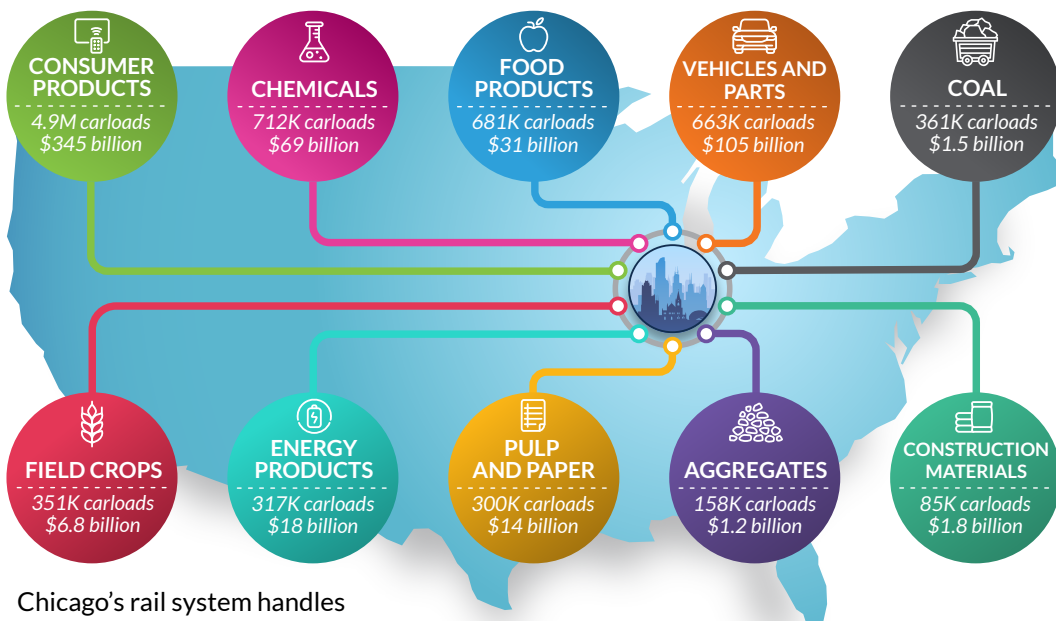 CONSUMER
PRODUCTS
4.9M carloads
$345 billion
CHEMICALS
712K carloads
$69 billion
FOOD
PRODUCTS
681K carloads
$31 billion
VEHICLES AND
PARTS
663K carloads
$105 billion
COAL
361K carloads
$1.5 billion
FIELD CROPS
351K carloads
$6.8 billion
ENERGY
PRODUCTS
317K carloads
$18 billion
PULP
AND PAPER
300K carloads
$14 billion
AGGREGATES
158K carloads
$1.2 billion
CONSTRUCTION
MATERIALS
85K carloads
$1.8 billion
Chicago’s rail system handles